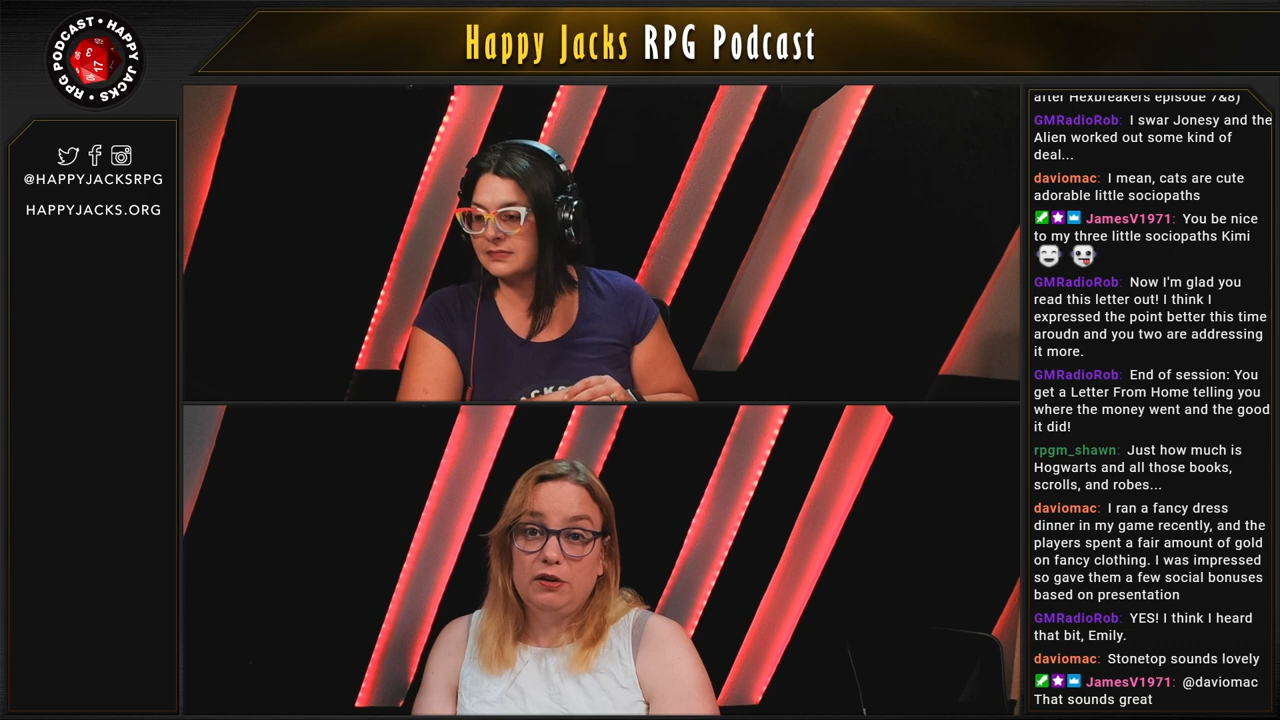 RPG PODCAST • HAPPY JACKS •
17
Happy Jacks RPG Podcast
@HAPPYJACKSRPG
HAPPYJACKS.ORG
after Hexbreakers episode 7&8)
GMRadioRob: I swar Jonesy and the
Alien worked out some kind of
deal...
daviomac: I mean, cats are cute
adorable little sociopaths
JamesV1971: You be nice
to my three little sociopaths Kimi
GMRadioRob: Now I'm glad you
read this letter out! I think I
expressed the point better this time
aroudn and you two are addressing
it more.
GMRadioRob: End of session: You
get a Letter From Home telling you
where the money went and the good
it did!
rpgm_shawn: Just how much is
Hogwarts and all those books,
scrolls, and robes...
daviomac: I ran a fancy dress
dinner in my game recently, and the
players spent a fair amount of gold
on fancy clothing. I was impressed
so gave them a few social bonuses
based on presentation
GMRadioRob: YES! I think I heard
that bit, Emily.
daviomac: Stonetop sounds lovely
JamesV1971: @daviomac
That sounds great